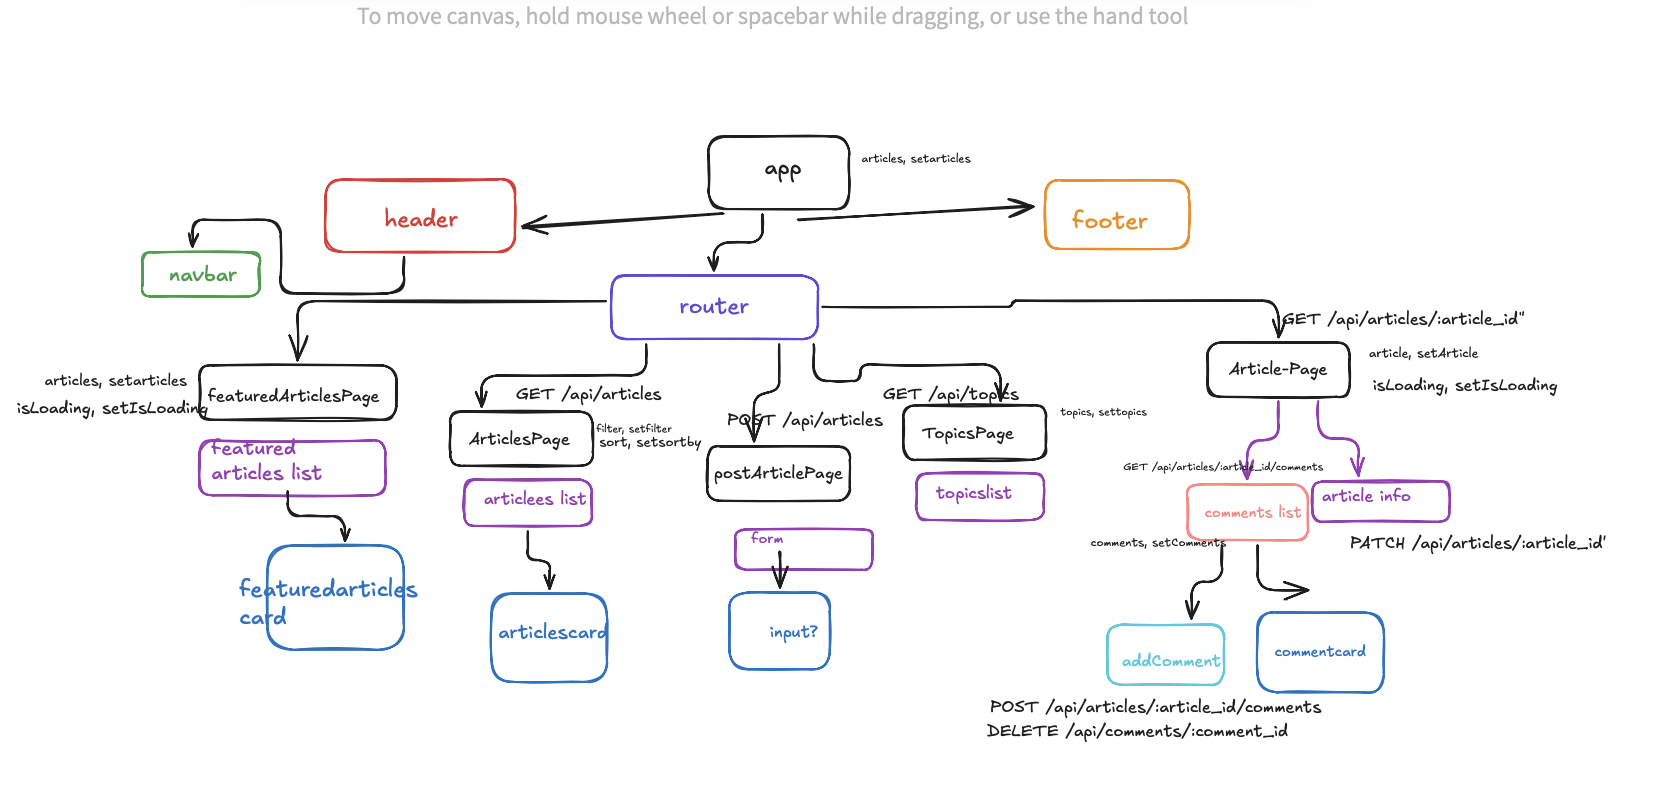 To move canvas, hold mouse wheel or spacebar while dragging, or use the hand tool
app
articles, setarticles
header
footer
navbar
router
GET /api/articles/:article_id"
article, setArticle
Article-Page
isLoading, setIsLoading
articles, setarticles
isLoading, setIsLoading
featuredArticlesPage
GET /api/articles
filter, setfilter
sort, setsortby
ArticlesPage
POST /api/articles
postArticlePage
GET /api/topics
topics, settopics
TopicsPage
featured
articles list
articlees list
topicslist
GET /api/articles/:article_id/comments
comments list
article info
comments, setComments
PATCH /api/articles/:article_id'
form
featuredarticles
card
articlescard
input?
addComment
commentcard
POST /api/articles/:article_id/comments
DELETE /api/comments/:comment_id